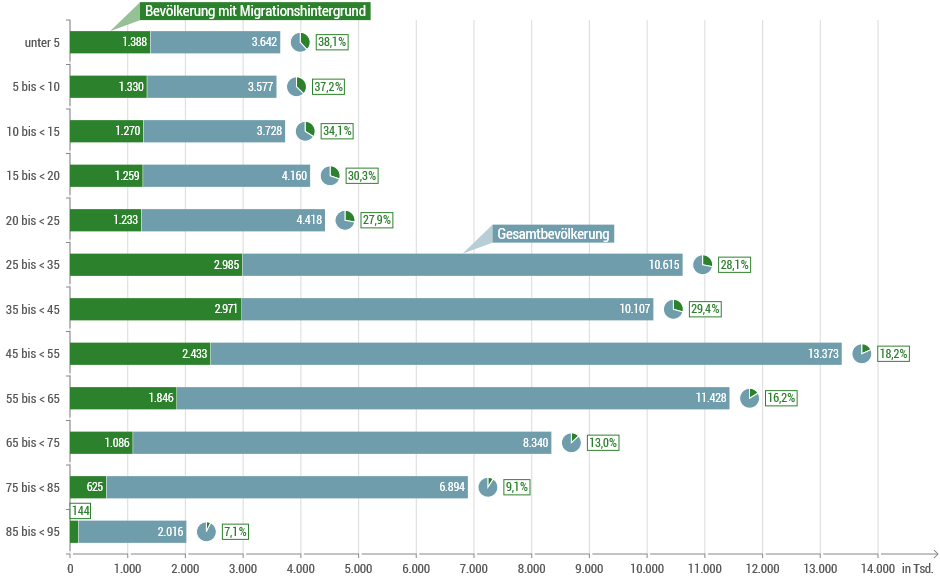 Bevölkerung mit Migrationshintergrund
unter 5 1.388 3.642 38,1%
5 bis < 10 1.330 3.577 37,2%
10 bis < 15 1.270 3.728 34,1%
15 bis < 20 1.259 4.160 30,3%
20 bis < 25 1.233 4.418 27,9%
Gesamtbevölkerung
25 bis < 35 2.985 10.615 28,1%
35 bis < 45 2.971 10.107 29,4%
45 bis < 55 2.433 13.373 18,2%
55 bis < 65 1.846 11.428 16,2%
65 bis < 75 1.086 8.340 13,0%
75 bis < 85 625 6.894 9,1%
144
85 bis < 95 2.016 7,1%
0 1.000 2.000 3.000 4.000 5.000 6.000 7.000 8.000 9.000 10.000 11.000 12.000 13.000 14.000 in Tsd.